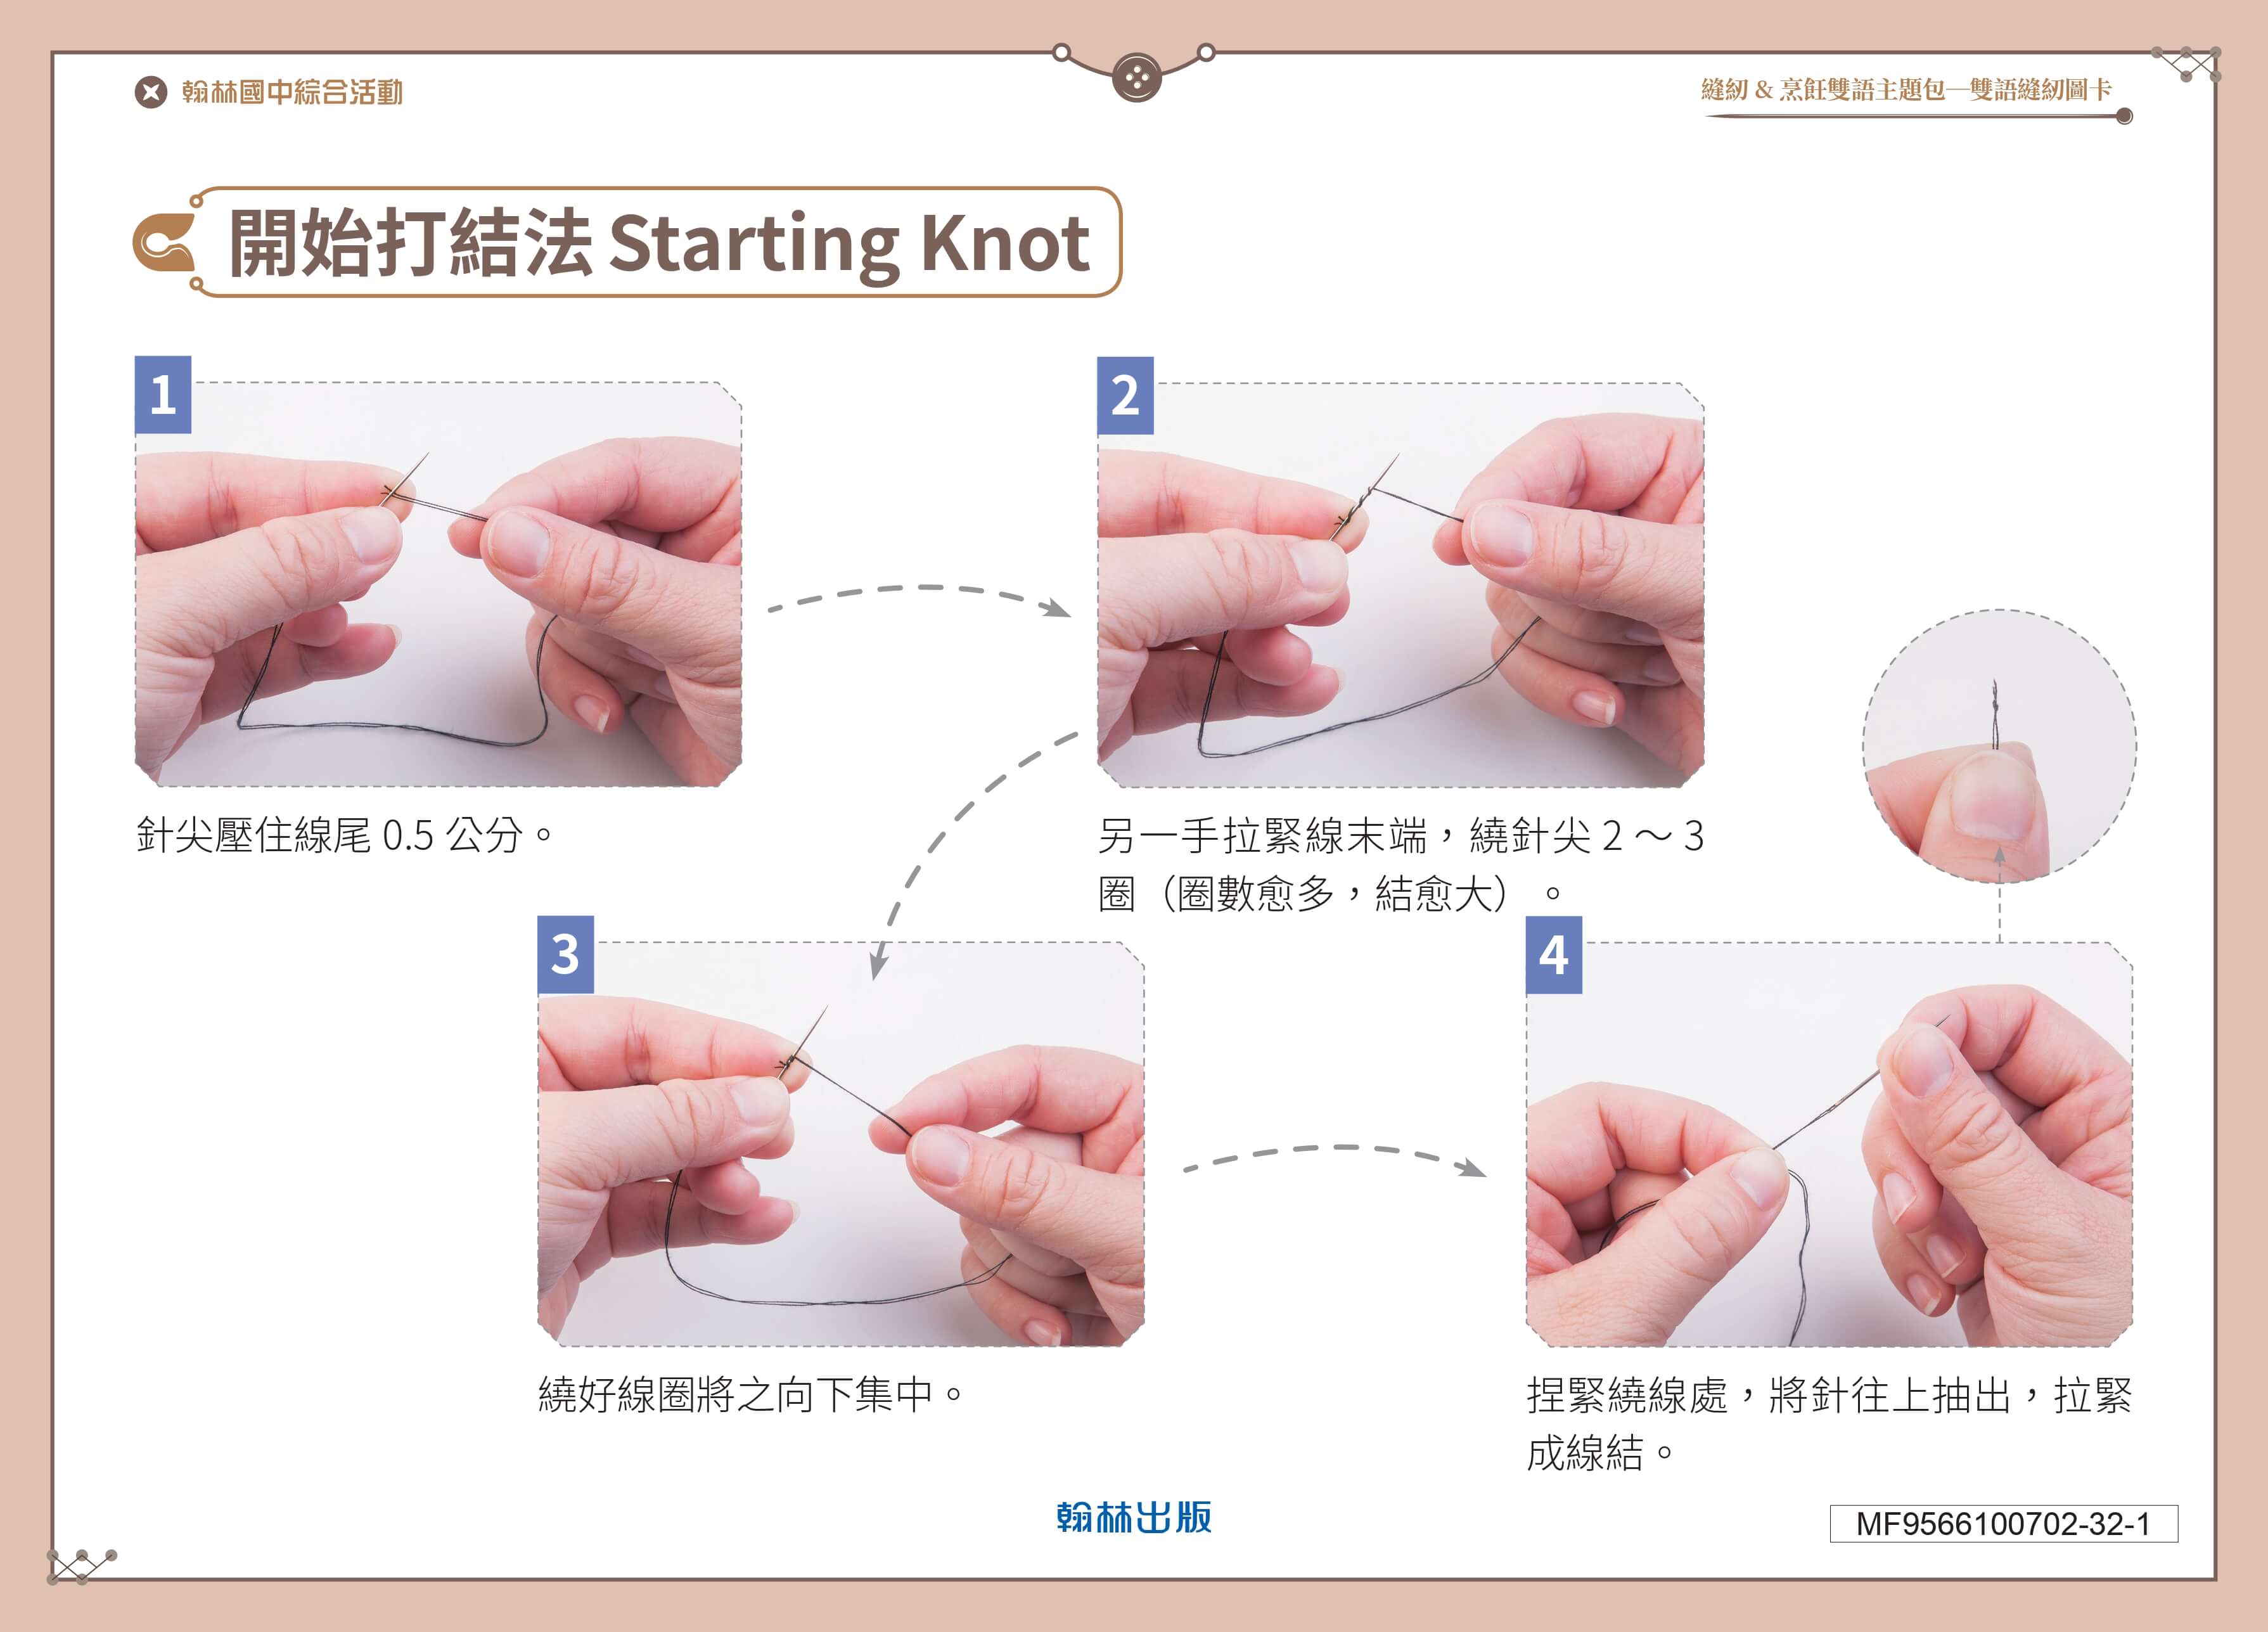 翰林國中綜合活動
縫紉 & 烹飪雙語主題包─雙語縫紉圖卡
開始打結法 Starting Knot
1
針尖壓住線尾 0.5 公分。
2
另一手拉緊線末端，繞針尖 2 ～ 3
圈（圈數愈多，結愈大）。
3
繞好線圈將之向下集中。
4
捏緊繞線處，將針往上抽出，拉緊
成線結。
翰林出版
MF9566100702-32-1